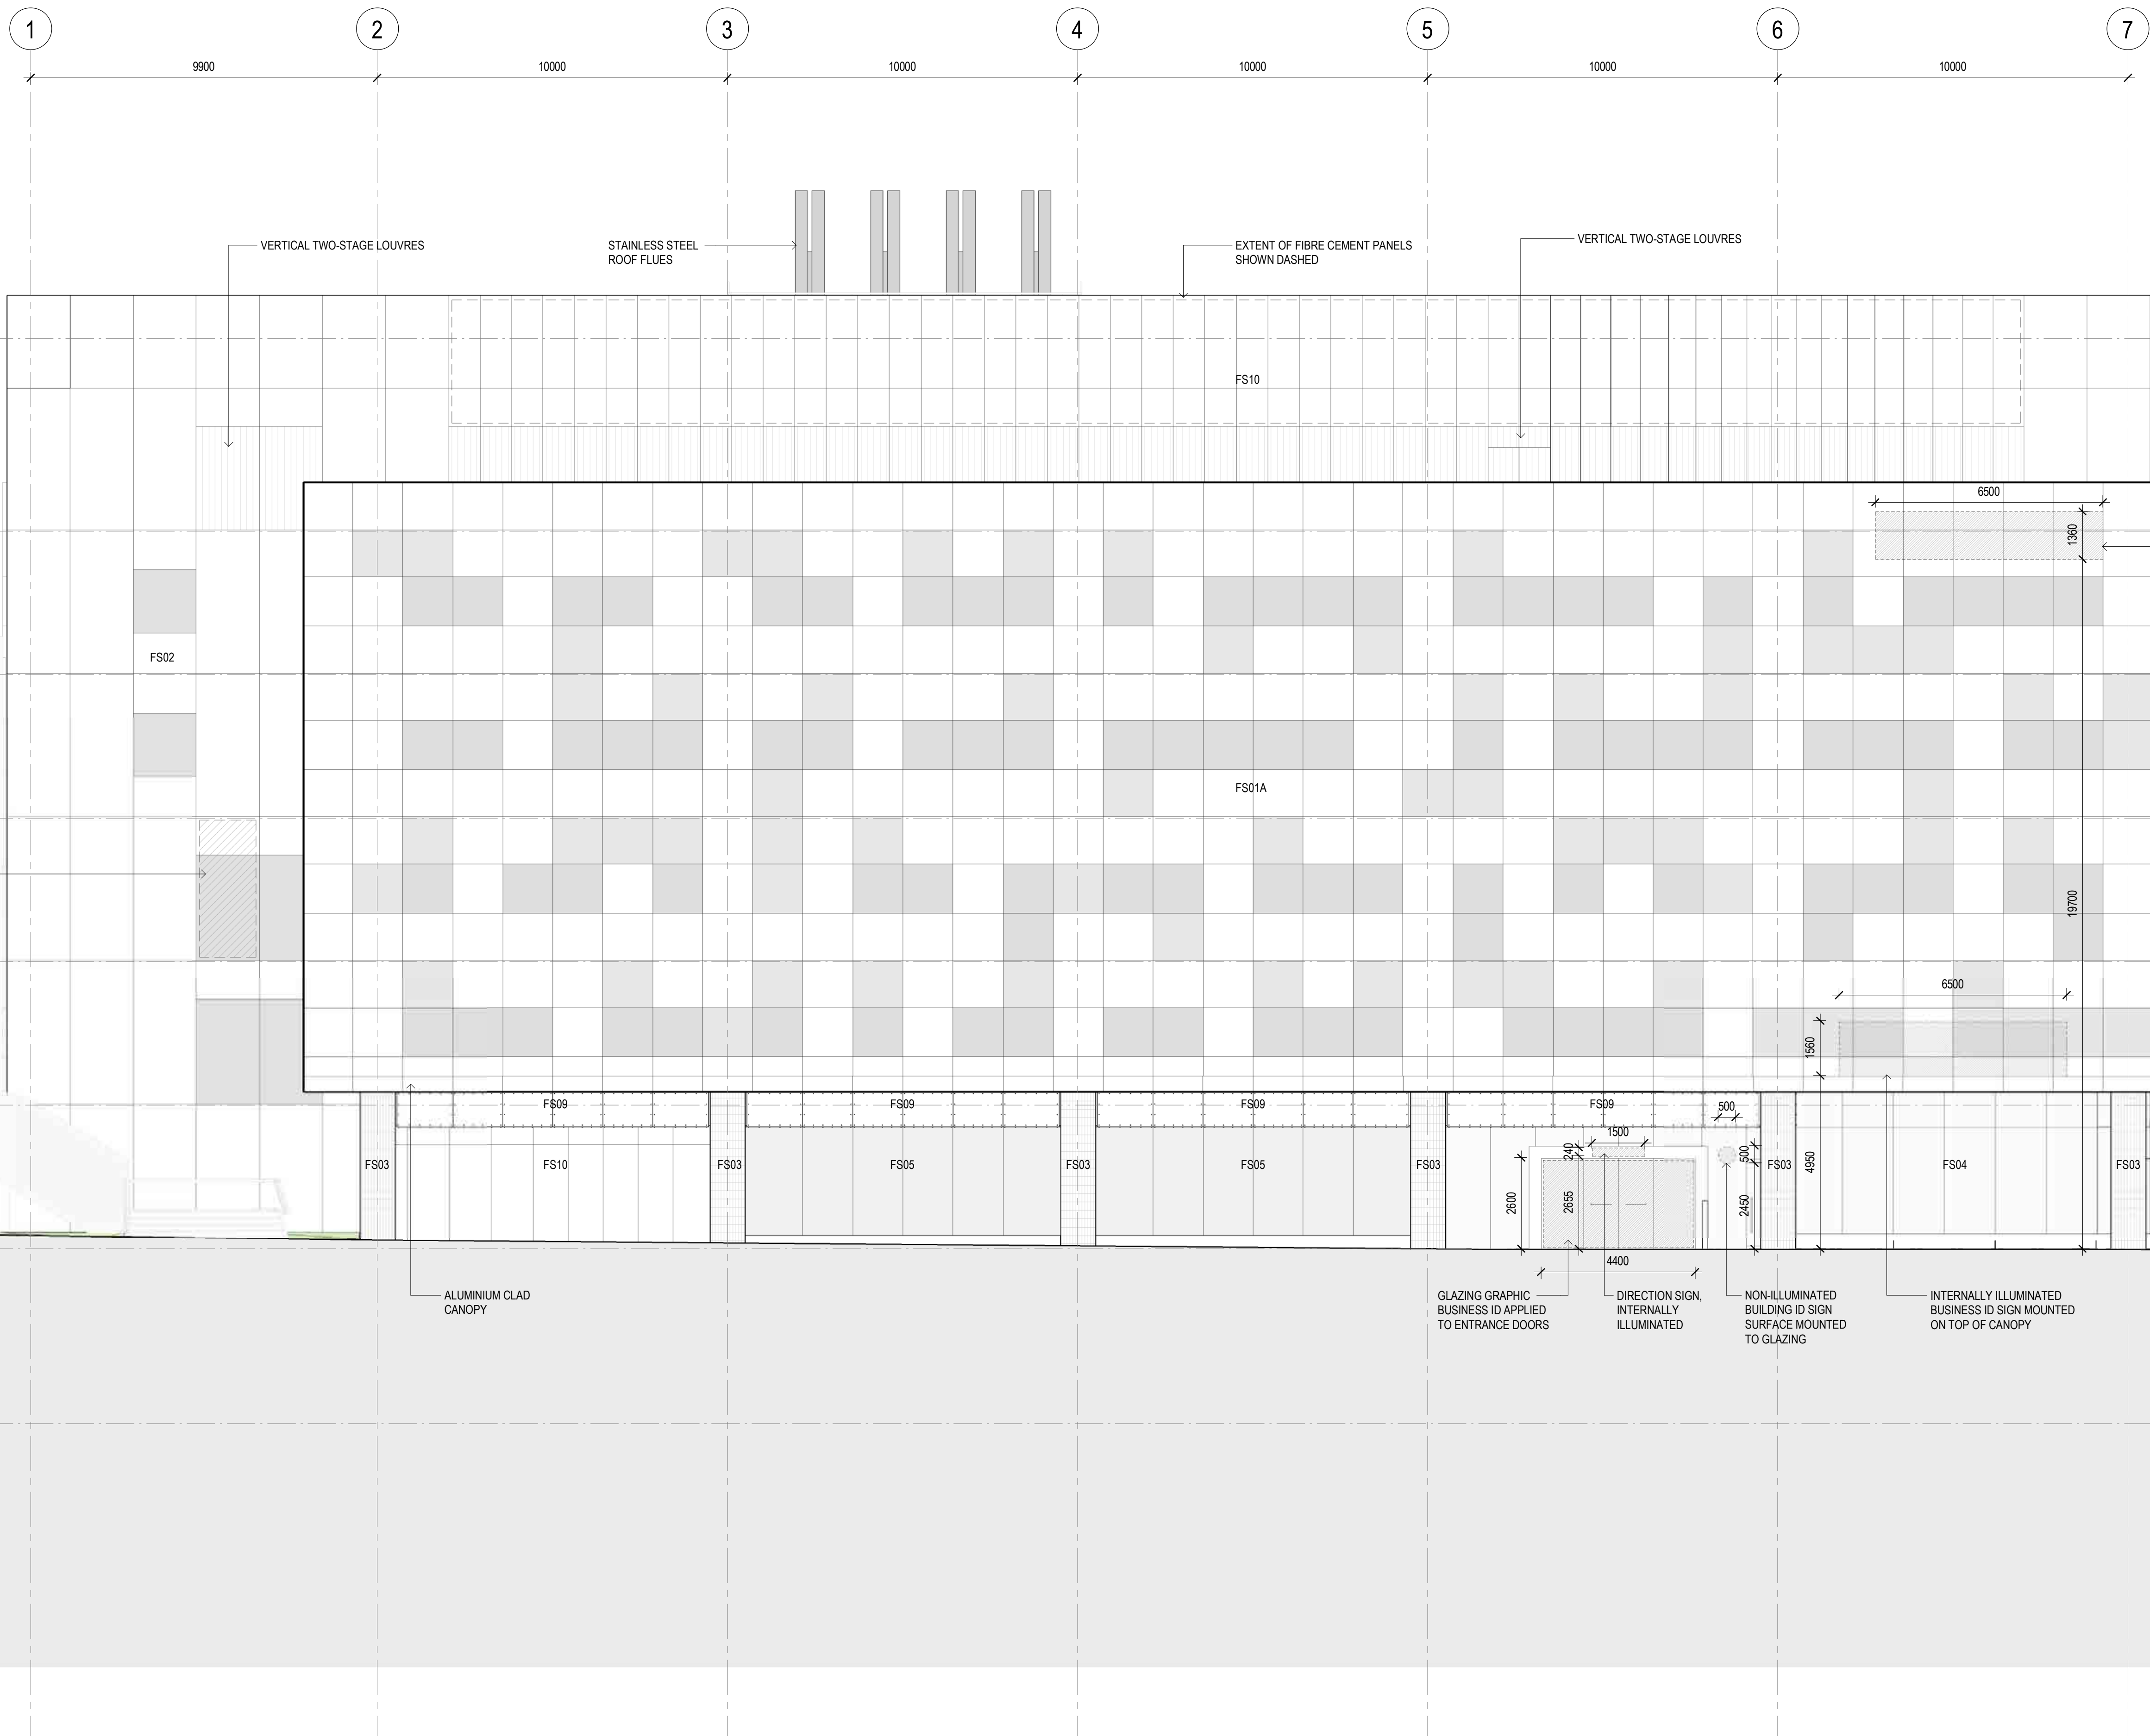 1
2
3
4
5
6
7
9900
10000
10000
10000
10000
10000
VERTICAL TWO-STAGE LOUVRES
STAINLESS STEEL
ROOF FLUES
EXTENT OF FIBRE CEMENT PANELS
SHOWN DASHED
VERTICAL TWO-STAGE LOUVRES
FS10
6500
1360
FS02
FS01A
19700
6500
1560
FS09
FS09
FS09
FS09
500
1500
240
500
FS03
FS10
FS03
FS05
FS03
FS05
FS03
FS03
4950
FS04
FS03
2600
2655
2450
4400
ALUMINIUM CLAD
CANOPY
GLAZING GRAPHIC
BUSINESS ID APPLIED
TO ENTRANCE DOORS
DIRECTION SIGN,
INTERNALLY
ILLUMINATED
NON-ILLUMINATED
BUILDING ID SIGN
SURFACE MOUNTED
TO GLAZING
INTERNALLY ILLUMINATED
BUSINESS ID SIGN MOUNTED
ON TOP OF CANOPY